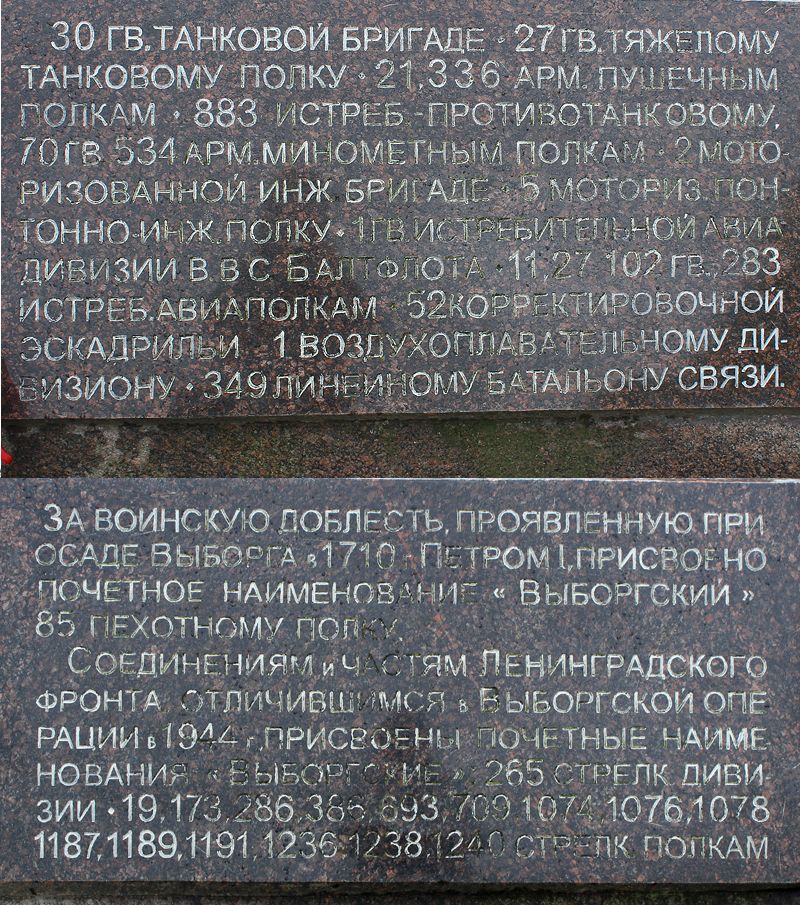 30 ГВ. ТАНКОВОЙ БРИГАДЕ · 27 ГВ. ТЯЖЕЛОМУ
ТАНКОВОМУ ПОЛКУ · 21, 336 АРМ. ПУШЕЧНЫМ
ПОЛКАМ · 883 ИСТРЕБ.-ПРОТИВОТАНКОВОМУ,
70 ГВ. 534 АРМ. МИНОМЕТНЫМ ПОЛКАМ · 2 МОТО-
РИЗОВАННОЙ ИНЖ. БРИГАДЕ · 5 МОТОРИЗ. ПОН-
ТОННО-ИНЖ. ПОЛКУ · 1 ГВ. ИСТРЕБИТЕЛЬНОЙ АВИА
ДИВИЗИИ В.В.С. БАЛТФЛОТА · 11, 27 102 ГВ., 283
ИСТРЕБ. АВИАПОЛКАМ · 52 КОРРЕКТИРОВОЧНОЙ
ЭСКАДРИЛЬИ 1 ВОЗДУХОПЛАВАТЕЛЬНОМУ ДИ-
ВИЗИОНУ · 349 ЛИНЕЙНОМУ БАТАЛЬОНУ СВЯЗИ.
ЗА ВОИНСКУЮ ДОБЛЕСТЬ, ПРОЯВЛЕННУЮ ПРИ
ОСАДЕ ВЫБОРГА в 1710 г ПЕТРОМ I, ПРИСВОЕНО
ПОЧЕТНОЕ НАИМЕНОВАНИЕ « ВЫБОРГСКИЙ »
85 ПЕХОТНОМУ ПОЛКУ.
СОЕДИНЕНИЯМ и ЧАСТЯМ ЛЕНИНГРАДСКОГО
ФРОНТА, ОТЛИЧИВШИМСЯ в ВЫБОРГСКОЙ ОПЕ
РАЦИИ в 1944 г, ПРИСВОЕНЫ ПОЧЕТНЫЕ НАИМЕ-
НОВАНИЯ « ВЫБОРГСКИЕ »: 265 СТРЕЛК. ДИВИ-
ЗИИ · 19, 173, 286, 386, 693, 709, 1074, 1076, 1078
1187, 1189, 1191, 1236, 1238, 1240 СТРЕЛК. ПОЛКАМ